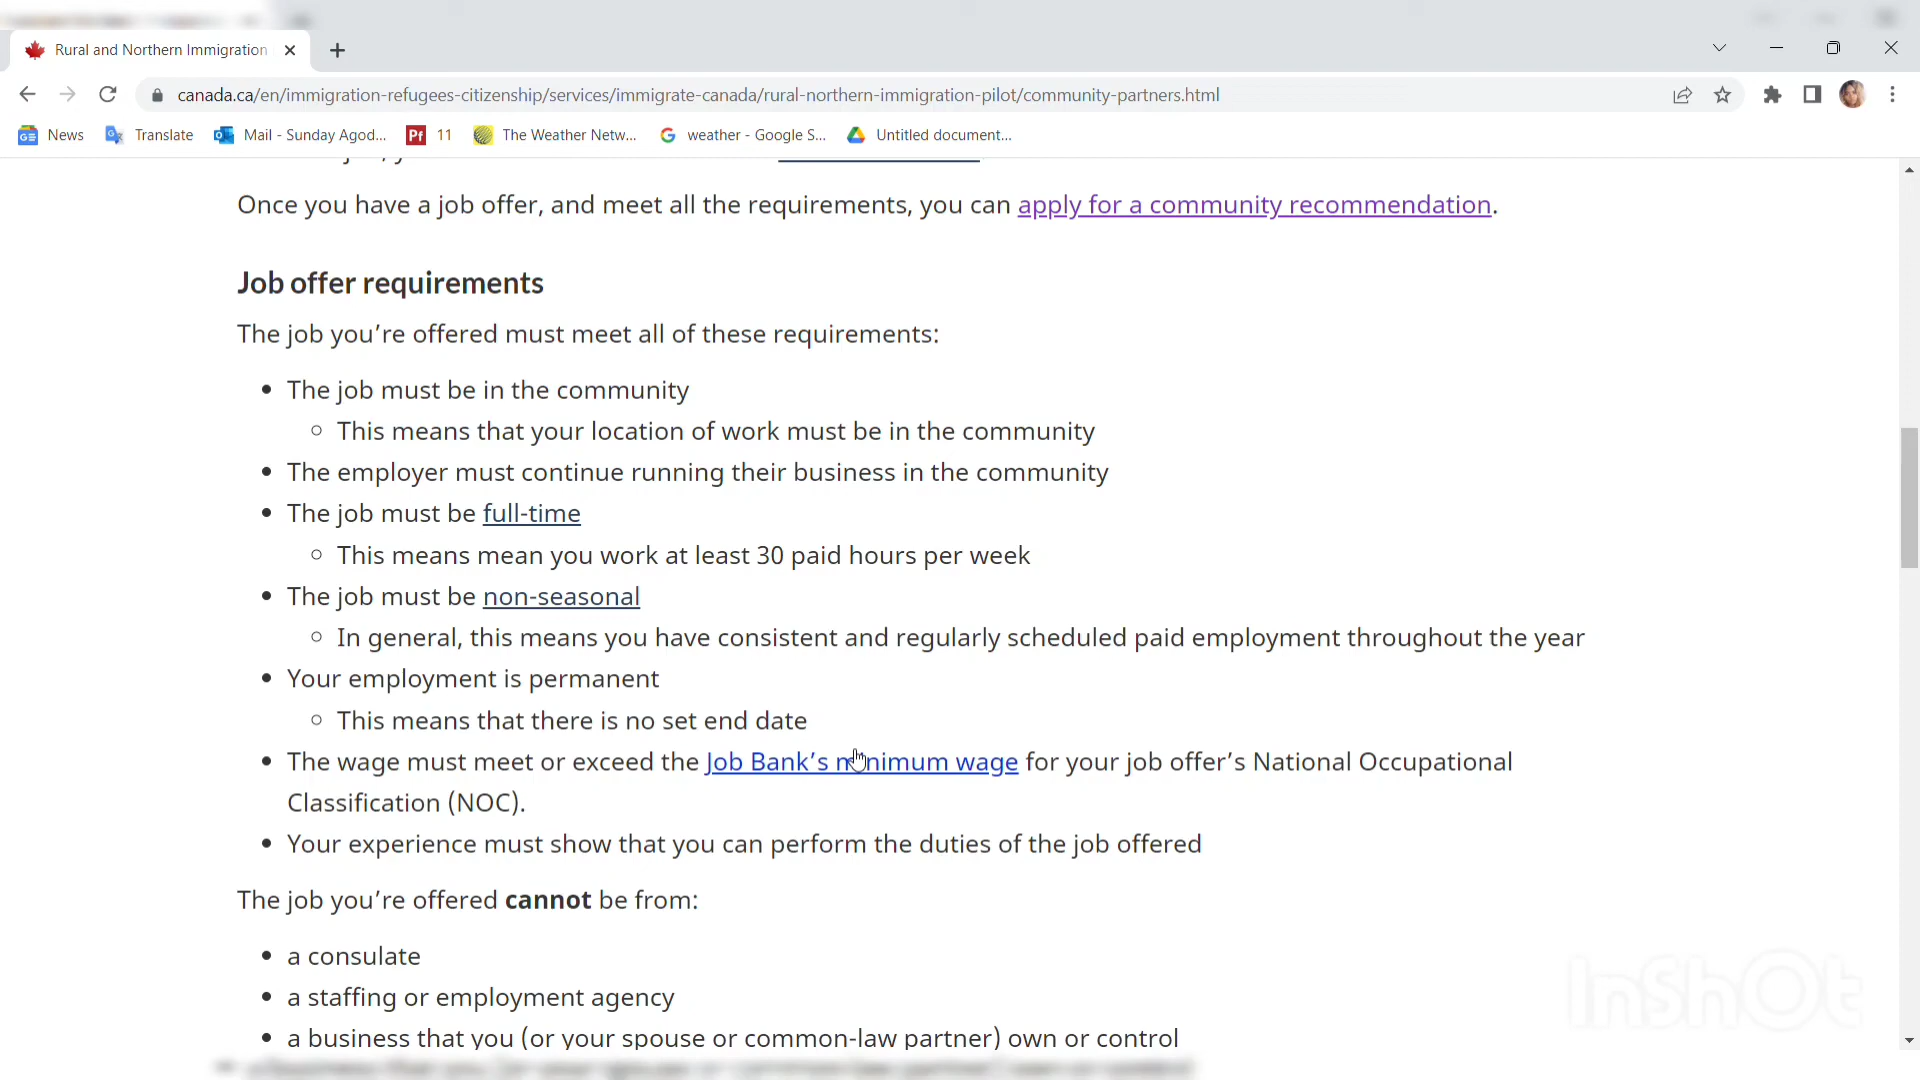 Rural and Northern Immigration
canada.ca/en/immigration-refugees-citizenship/services/immigrate-canada/rural-northern-immigration-pilot/community-partners.html
News Translate Mail - Sunday Agod... Pf 11 The Weather Netw... weather - Google S... Untitled document...
Once you have a job offer, and meet all the requirements, you can apply for a community recommendation.
Job offer requirements
The job you’re offered must meet all of these requirements:
The job must be in the community
This means that your location of work must be in the community
The employer must continue running their business in the community
The job must be full-time
This means mean you work at least 30 paid hours per week
The job must be non-seasonal
In general, this means you have consistent and regularly scheduled paid employment throughout the year
Your employment is permanent
This means that there is no set end date
The wage must meet or exceed the Job Bank’s minimum wage for your job offer’s National Occupational
Classification (NOC).
Your experience must show that you can perform the duties of the job offered
The job you’re offered cannot be from:
a consulate
a staffing or employment agency
a business that you (or your spouse or common-law partner) own or control
InShOt